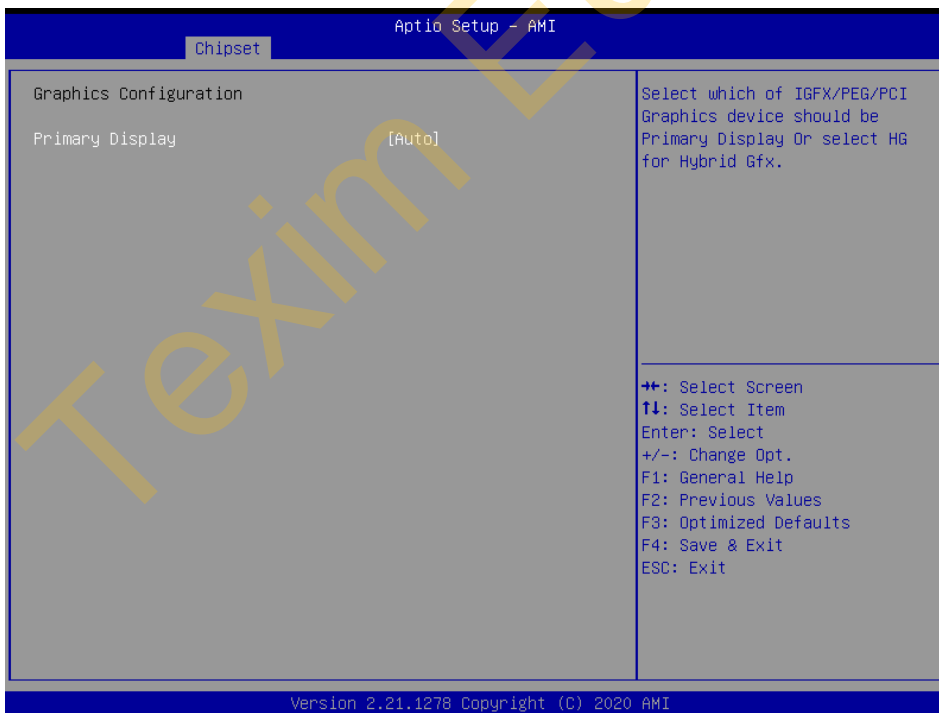 Aptio Setup - AMI
Chipset
Graphics Configuration
Primary Display [Auto]
Select which of IGFX/PEG/PCI
Graphics device should be
Primary Display Or select HG
for Hybrid Gfx.
→←: Select Screen
↑↓: Select Item
Enter: Select
+/-: Change Opt.
F1: General Help
F2: Previous Values
F3: Optimized Defaults
F4: Save & Exit
ESC: Exit
Version 2.21.1278 Copyright (C) 2020 AMI
Texim E